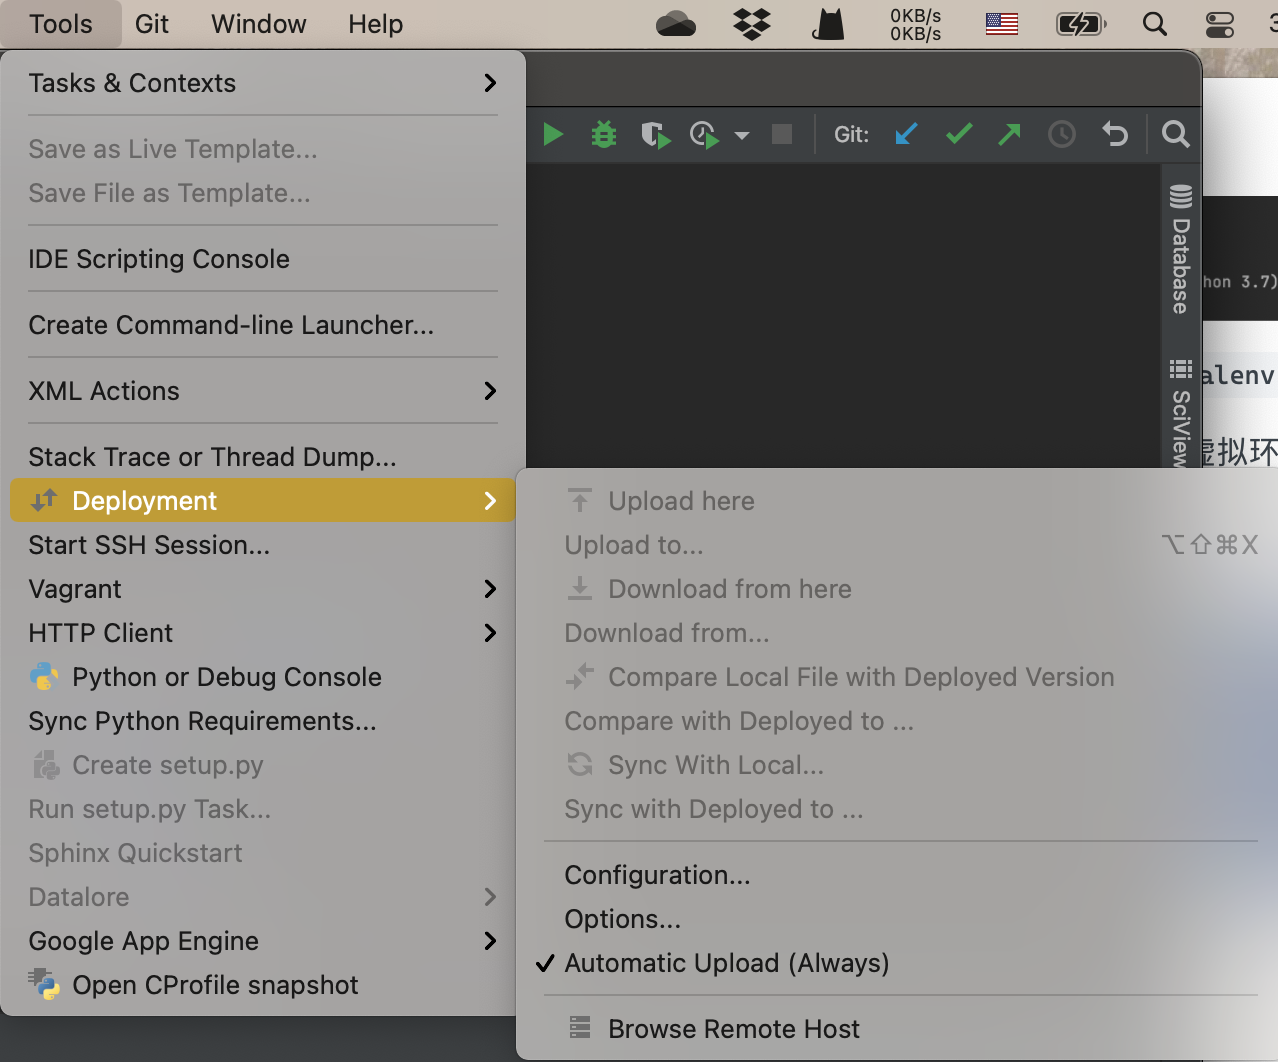 Tools Git Window Help 0KB/s
0KB/s
Tasks & Contexts
Save as Live Template...
Save File as Template...
IDE Scripting Console
Create Command-line Launcher...
XML Actions
Stack Trace or Thread Dump...
Deployment
Start SSH Session...
Vagrant
HTTP Client
Python or Debug Console
Sync Python Requirements...
Create setup.py
Run setup.py Task...
Sphinx Quickstart
Datalore
Google App Engine
Open CProfile snapshot
Git:
Database
SciView
hon 3.7)
alenv
虚拟环
Upload here
Upload to... ⌥⇧⌘X
Download from here
Download from...
Compare Local File with Deployed Version
Compare with Deployed to ...
Sync With Local...
Sync with Deployed to ...
Configuration...
Options...
Automatic Upload (Always)
Browse Remote Host